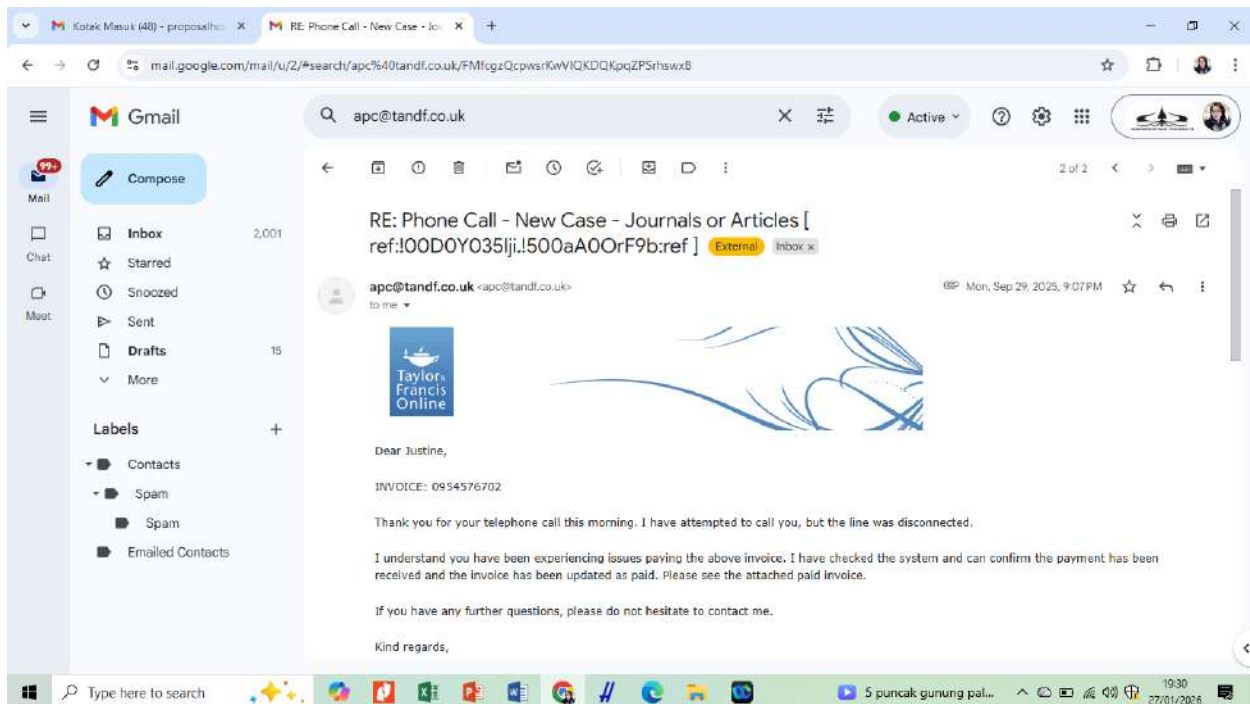 Kotak Masuk (48) - proposalho
RE: Phone Call - New Case - Jo
mail.google.com/mail/u/2/#search/apc%40tandf.co.uk/FMfcgzQcpwsrKwVlQKDQKpqZPSrhswxB
Gmail
apc@tandf.co.uk
Active
99+
Mail
Compose
2 of 2
Chat
Meet
Inbox 2,001
Starred
Snoozed
Sent
Drafts 15
More
Labels
Contacts
Spam
Spam
Emailed Contacts
RE: Phone Call - New Case - Journals or Articles [
ref:!00D0Y035Iji.!500aA0OrF9b:ref ] External Inbox x
apc@tandf.co.uk <apc@tandf.co.uk> Mon, Sep 29, 2025, 9:07 PM
to me
Taylor &
Francis
Online
Dear Justine,
INVOICE: 0954576702
Thank you for your telephone call this morning. I have attempted to call you, but the line was disconnected.
I understand you have been experiencing issues paying the above invoice. I have checked the system and can confirm the payment has been
received and the invoice has been updated as paid. Please see the attached paid invoice.
If you have any further questions, please do not hesitate to contact me.
Kind regards,
Type here to search
5 puncak gunung pal...
19:30
27/01/2026